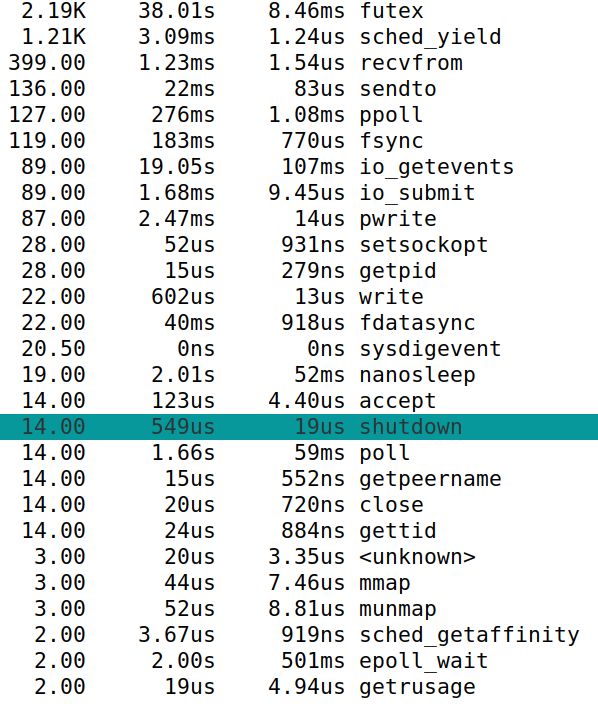 2.19K 38.01s 8.46ms futex
1.21K 3.09ms 1.24us sched_yield
399.00 1.23ms 1.54us recvfrom
136.00 22ms 83us sendto
127.00 276ms 1.08ms ppoll
119.00 183ms 770us fsync
89.00 19.05s 107ms io_getevents
89.00 1.68ms 9.45us io_submit
87.00 2.47ms 14us pwrite
28.00 52us 931ns setsockopt
28.00 15us 279ns getpid
22.00 602us 13us write
22.00 40ms 918us fdatasync
20.50 0ns 0ns sysdigevent
19.00 2.01s 52ms nanosleep
14.00 123us 4.40us accept
14.00 549us 19us shutdown
14.00 1.66s 59ms poll
14.00 15us 552ns getpeername
14.00 20us 720ns close
14.00 24us 884ns gettid
3.00 20us 3.35us <unknown>
3.00 44us 7.46us mmap
3.00 52us 8.81us munmap
2.00 3.67us 919ns sched_getaffinity
2.00 2.00s 501ms epoll_wait
2.00 19us 4.94us getrusage